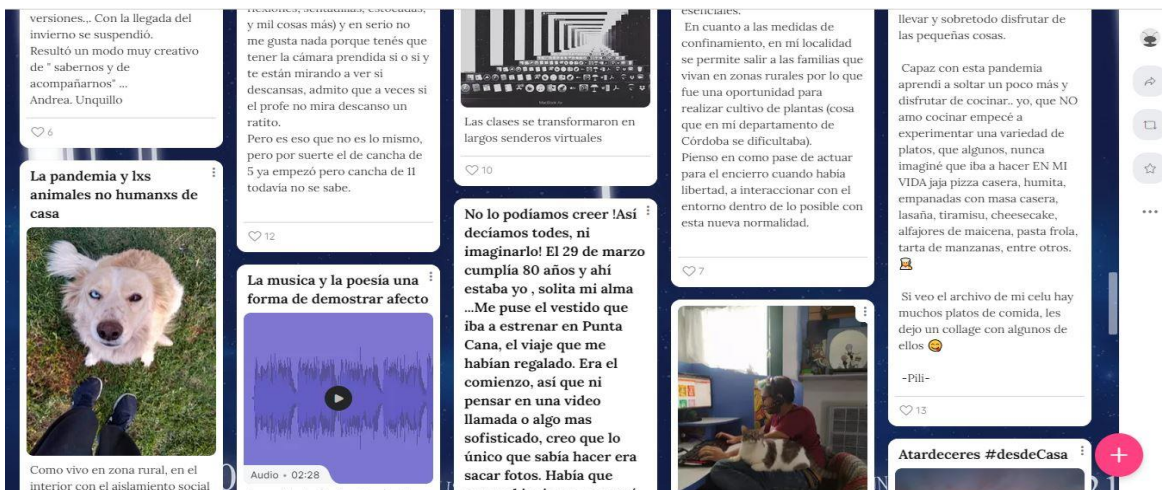 versiones.,. Con la llegada del
invierno se suspendió.
Resultó un modo muy creativo
de " sabernos y de
acompañarnos" ...
Andrea. Unquillo
6
La pandemia y lxs
animales no humanxs de
casa
Como vivo en zona rural, en el
interior con el aislamiento social
y mil cosas más) y en serio no
me gusta nada porque tenés que
tener la cámara prendida si o si y
te están mirando a ver si
descansas, admito que a veces si
el profe no mira descanso un
ratito.
Pero es eso que no es lo mismo,
pero por suerte el de cancha de
5 ya empezó pero cancha de 11
todavía no se sabe.
12
La musica y la poesía una
forma de demostrar afecto
Audio • 02:28
Las clases se transformaron en
largos senderos virtuales
10
No lo podíamos creer !Así
decíamos todes, ni
imaginarlo! El 29 de marzo
cumplía 80 años y ahí
estaba yo , solita mi alma
...Me puse el vestido que
iba a estrenar en Punta
Cana, el viaje que me
habían regalado. Era el
comienzo, así que ni
pensar en una video
llamada o algo mas
sofisticado, creo que lo
único que sabía hacer era
sacar fotos. Había que
esenciales.
En cuanto a las medidas de
confinamiento, en mi localidad
se permite salir a las familias que
vivan en zonas rurales por lo que
fue una oportunidad para
realizar cultivo de plantas (cosa
que en mi departamento de
Córdoba se dificultaba).
Pienso en como pase de actuar
para el encierro cuando había
libertad, a interaccionar con el
entorno dentro de lo posible con
esta nueva normalidad.
7
llevar y sobretodo disfrutar de
las pequeñas cosas.
Capaz con esta pandemia
aprendi a soltar un poco más y
disfrutar de cocinar.. yo, que NO
amo cocinar empecé a
experimentar una variedad de
platos, que algunos, nunca
imaginé que iba a hacer EN MI
VIDA jaja pizza casera, humita,
empanadas con masa casera,
lasaña, tiramisu, cheesecake,
alfajores de maicena, pasta frola,
tarta de manzanas, entre otros.
Si veo el archivo de mi celu hay
muchos platos de comida, les
dejo un collage con algunos de
ellos
-Pili-
13
Atardeceres #desdeCasa